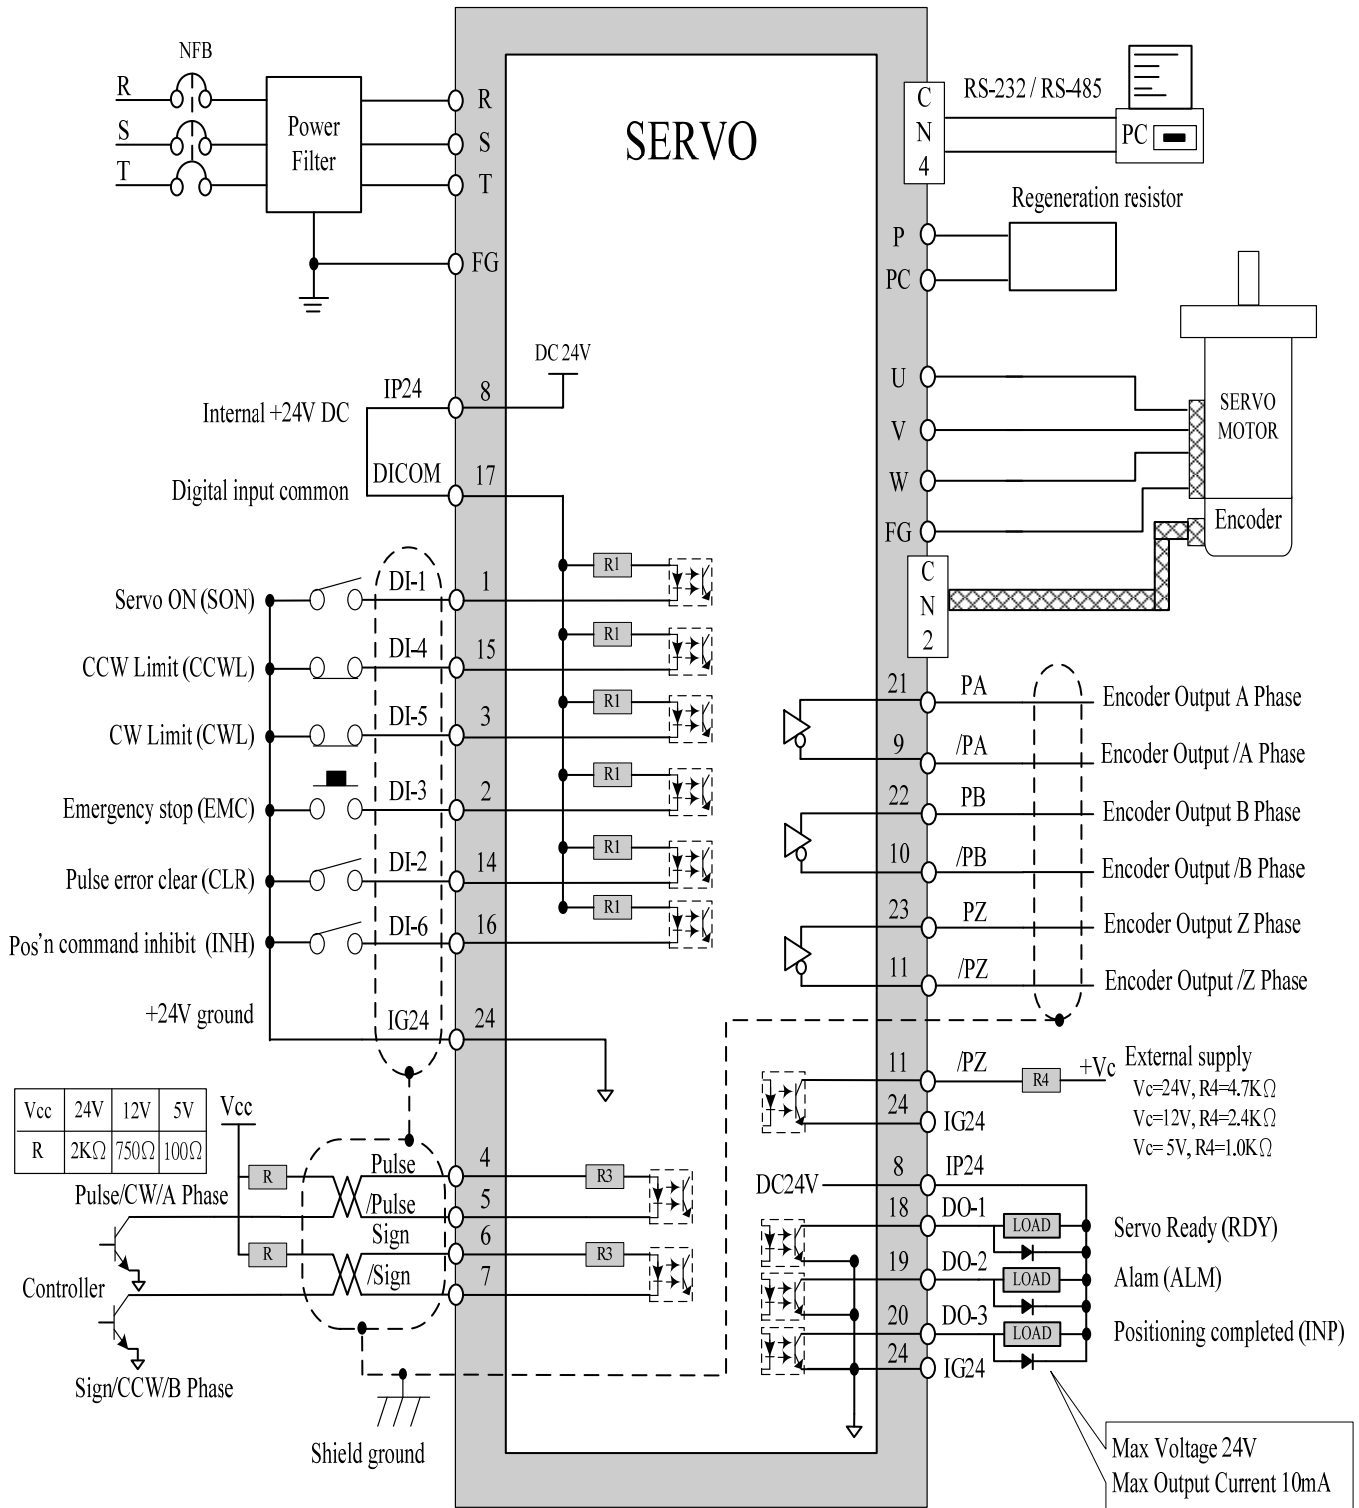 NFB
R
S
T
Power
Filter
R
S
T
FG
SERVO
C
N
4
RS-232 / RS-485
PC
Regeneration resistor
P
PC
DC 24V
Internal +24V DC
IP24
8
Digital input common
DICOM
17
U
V
W
FG
SERVO
MOTOR
Encoder
C
N
2
Servo ON (SON)
DI-1
1
R1
CCW Limit (CCWL)
DI-4
15
R1
CW Limit (CWL)
DI-5
3
R1
Emergency stop (EMC)
DI-3
2
R1
Pulse error clear (CLR)
DI-2
14
R1
Pos'n command inhibit (INH)
DI-6
16
R1
+24V ground
IG24
24
21
PA
Encoder Output A Phase
9
/PA
Encoder Output /A Phase
22
PB
Encoder Output B Phase
10
/PB
Encoder Output /B Phase
23
PZ
Encoder Output Z Phase
11
/PZ
Encoder Output /Z Phase
11
/PZ
R4
+Vc
External supply
Vc=24V, R4=4.7KΩ
Vc=12V, R4=2.4KΩ
Vc= 5V, R4=1.0KΩ
24
IG24
Vcc 24V 12V 5V
R 2KΩ 750Ω 100Ω
Vcc
R
Pulse
4
R3
Pulse/CW/A Phase
/Pulse
5
R
Sign
6
R3
Controller
/Sign
7
Sign/CCW/B Phase
Shield ground
DC24V
8
IP24
18
DO-1
LOAD
Servo Ready (RDY)
19
DO-2
LOAD
Alam (ALM)
20
DO-3
LOAD
Positioning completed (INP)
24
IG24
Max Voltage 24V
Max Output Current 10mA